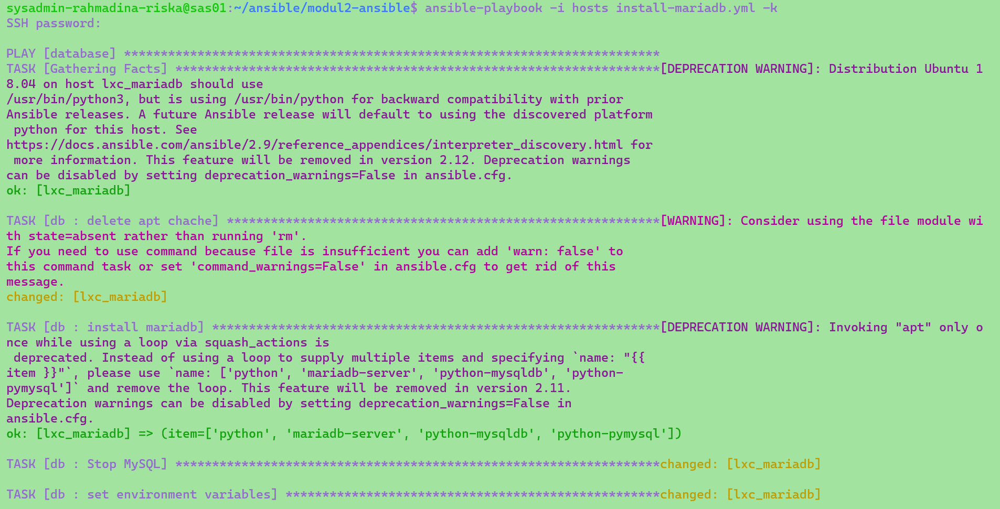 sysadmin-rahmadina-riska@sas01:~/ansible/modul2-ansible$ ansible-playbook -i hosts install-mariadb.yml -k
SSH password:
PLAY [database] *************************************************************************
TASK [Gathering Facts] ******************************************************************[DEPRECATION WARNING]: Distribution Ubuntu 1
8.04 on host lxc_mariadb should use
/usr/bin/python3, but is using /usr/bin/python for backward compatibility with prior
Ansible releases. A future Ansible release will default to using the discovered platform
 python for this host. See
https://docs.ansible.com/ansible/2.9/reference_appendices/interpreter_discovery.html for
 more information. This feature will be removed in version 2.12. Deprecation warnings
can be disabled by setting deprecation_warnings=False in ansible.cfg.
ok: [lxc_mariadb]
TASK [db : delete apt chache] ***********************************************************[WARNING]: Consider using the file module wi
th state=absent rather than running 'rm'.
If you need to use command because file is insufficient you can add 'warn: false' to
this command task or set 'command_warnings=False' in ansible.cfg to get rid of this
message.
changed: [lxc_mariadb]
TASK [db : install mariadb] *************************************************************[DEPRECATION WARNING]: Invoking "apt" only o
nce while using a loop via squash_actions is
 deprecated. Instead of using a loop to supply multiple items and specifying `name: "{{
item }}"`, please use `name: ['python', 'mariadb-server', 'python-mysqldb', 'python-
pymysql']` and remove the loop. This feature will be removed in version 2.11.
Deprecation warnings can be disabled by setting deprecation_warnings=False in
ansible.cfg.
ok: [lxc_mariadb] => (item=['python', 'mariadb-server', 'python-mysqldb', 'python-pymysql'])
TASK [db : Stop MySQL] ******************************************************************changed: [lxc_mariadb]
TASK [db : set environment variables] ***************************************************changed: [lxc_mariadb]